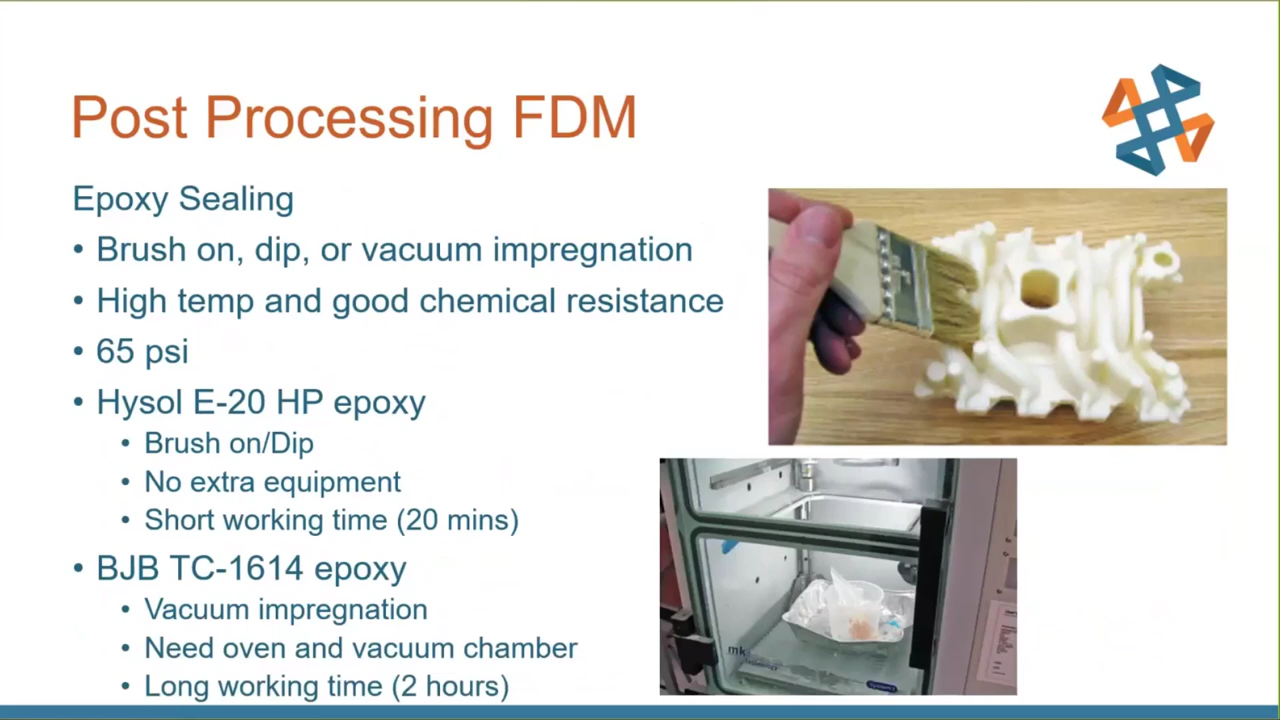 Post Processing FDM
Epoxy Sealing
• Brush on, dip, or vacuum impregnation
• High temp and good chemical resistance
• 65 psi
• Hysol E-20 HP epoxy
• Brush on/Dip
• No extra equipment
• Short working time (20 mins)
• BJB TC-1614 epoxy
• Vacuum impregnation
• Need oven and vacuum chamber
• Long working time (2 hours)
mk